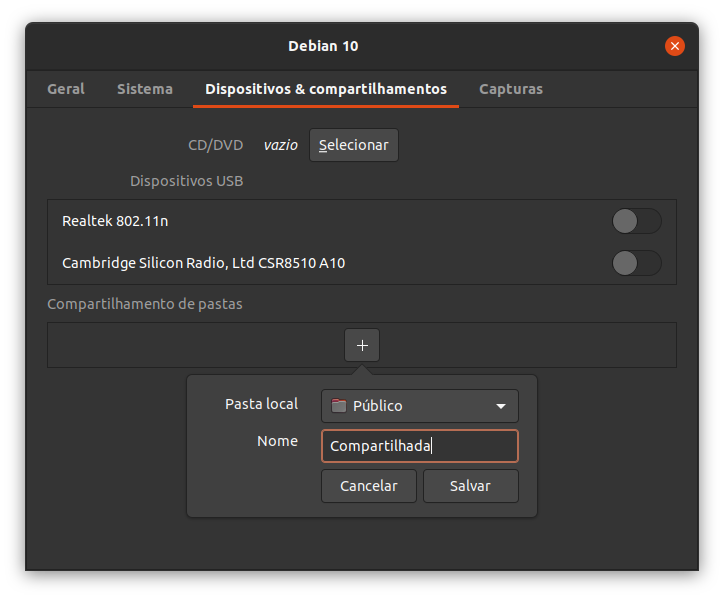 Debian 10
Geral Sistema Dispositivos & compartilhamentos Capturas
CD/DVD vazio Selecionar
Dispositivos USB
Realtek 802.11n
Cambridge Silicon Radio, Ltd CSR8510 A10
Compartilhamento de pastas
+
Pasta local Público
Nome Compartilhada
Cancelar Salvar